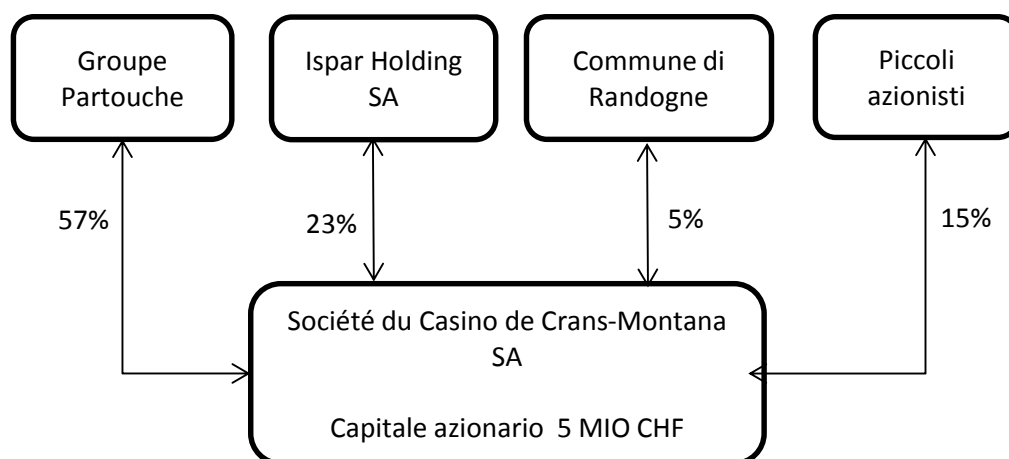 Groupe
Partouche
Ispar Holding
SA
Commune di
Randogne
Piccoli
azionisti
57%
23%
5%
15%
Société du Casino de Crans-Montana
SA
Capitale azionario 5 MIO CHF